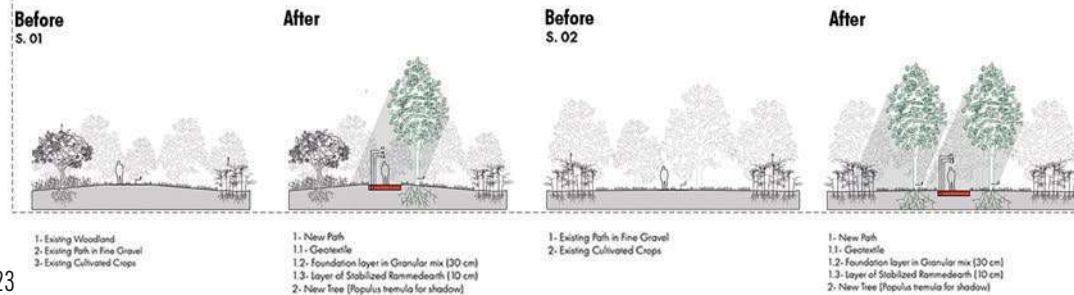 Before
S. 01
1- Existing Woodland
2- Existing Path in Fine Gravel
3- Existing Cultivated Crops
After
1- New Path
1.1- Geotextile
1.2- Foundation layer in Granular mix (30 cm)
1.3- Layer of Stabilized Rammedearth (10 cm)
2- New Tree (Populus tremula for shadow)
Before
S. 02
1- Existing Path in Fine Gravel
2- Existing Cultivated Crops
After
1- New Path
1.1- Geotextile
1.2- Foundation layer in Granular mix (30 cm)
1.3- Layer of Stabilized Rammedearth (10 cm)
2- New Tree (Populus tremula for shadow)
23